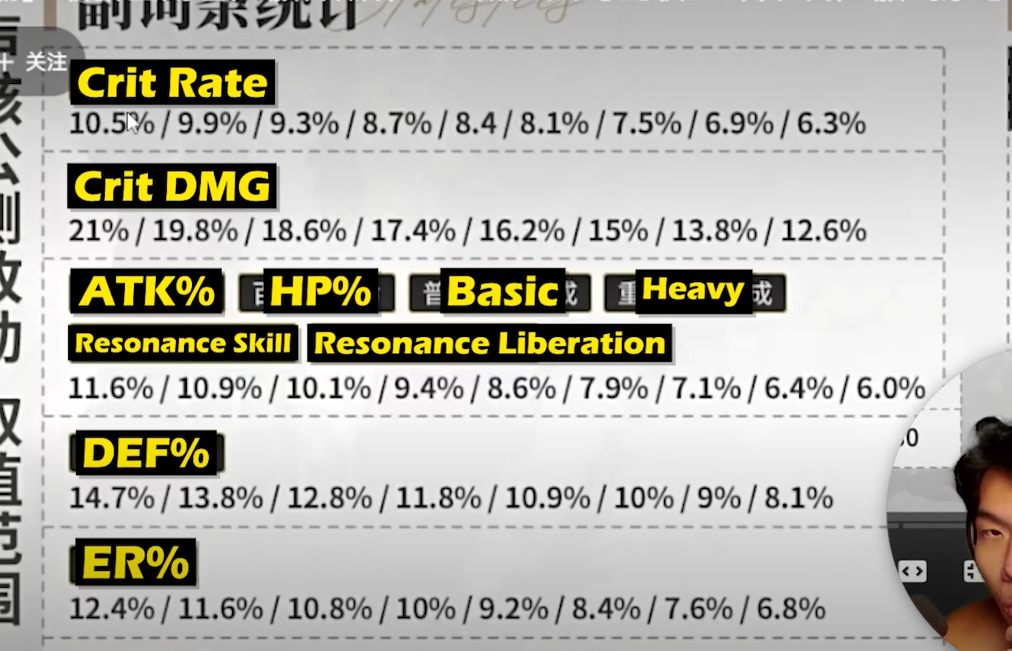 副词条统计
+ 关注
Crit Rate
10.5% / 9.9% / 9.3% / 8.7% / 8.4 / 8.1% / 7.5% / 6.9% / 6.3%
Crit DMG
21% / 19.8% / 18.6% / 17.4% / 16.2% / 15% / 13.8% / 12.6%
ATK% HP% 普 Basic 成 重 Heavy 成
Resonance Skill Resonance Liberation
11.6% / 10.9% / 10.1% / 9.4% / 8.6% / 7.9% / 7.1% / 6.4% / 6.0%
DEF%
14.7% / 13.8% / 12.8% / 11.8% / 10.9% / 10% / 9% / 8.1%
ER%
12.4% / 11.6% / 10.8% / 10% / 9.2% / 8.4% / 7.6% / 6.8%
取值范围